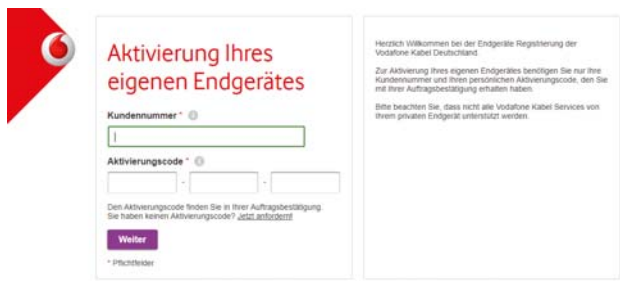 Aktivierung Ihres
eigenen Endgerätes
Kundennummer *
Aktivierungscode *
-
-
Den Aktivierungscode finden Sie in Ihrer Auftragsbestätigung.
Sie haben keinen Aktivierungscode? Jetzt anfordern!
Weiter
* Pflichtfelder
Herzlich Willkommen bei der Endgeräte Registrierung der
Vodafone Kabel Deutschland.
Zur Aktivierung Ihres eigenen Endgerätes benötigen Sie nur Ihre
Kundennummer und Ihren persönlichen Aktivierungscode, den Sie
mit Ihrer Auftragsbestätigung erhalten haben.
Bitte beachten Sie, dass nicht alle Vodafone Kabel Services von
Ihrem privaten Endgerät unterstützt werden.